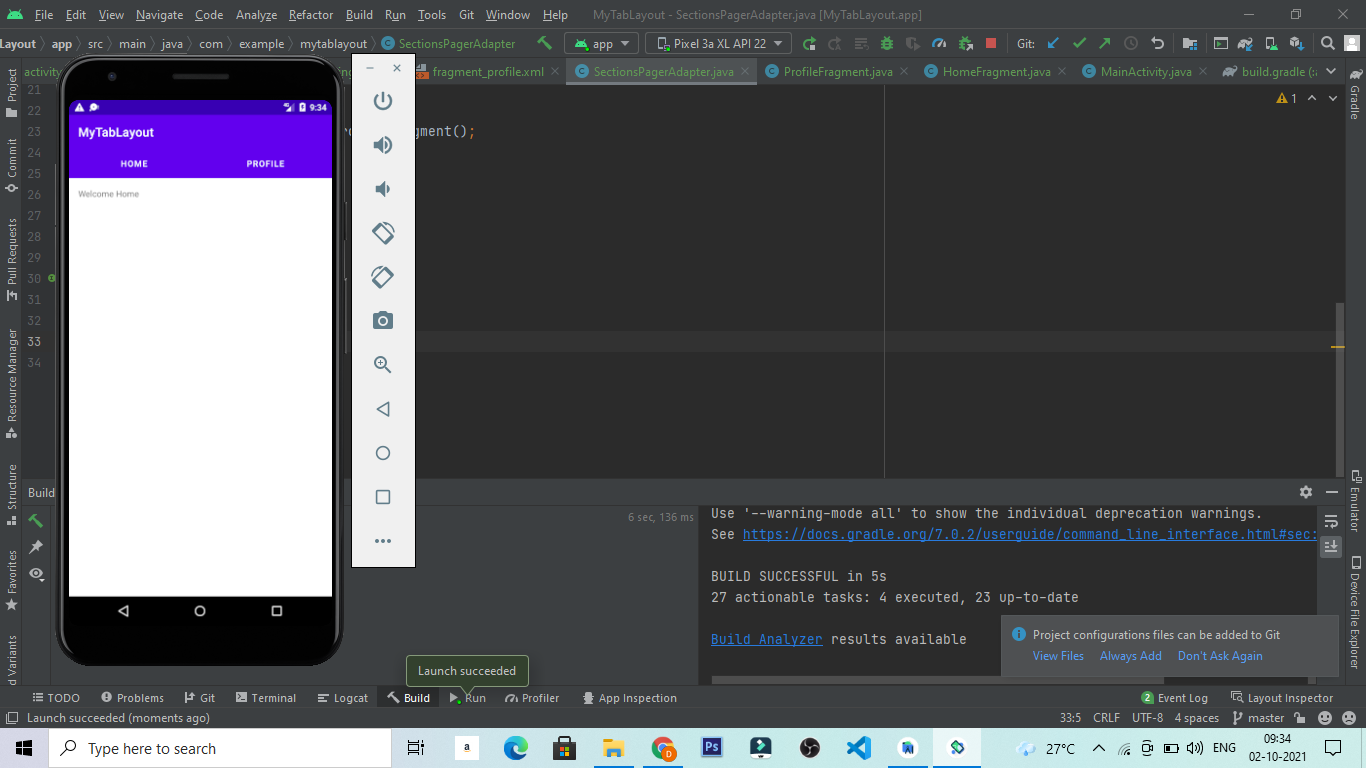 File Edit View Navigate Code Analyze Refactor Build Run Tools Git Window Help MyTabLayout - SectionsPagerAdapter.java [MyTabLayout.app]
Layout app src main java com example mytablayout SectionsPagerAdapter app Pixel 3a XL API 22 Git:
activity fragment_profile.xml SectionsPagerAdapter.java ProfileFragment.java HomeFragment.java MainActivity.java build.gradle (:
Project
Commit
Pull Requests
Resource Manager
Structure
Favorites
d Variants
21
22
23 gment();
24
25
26
27
28
29
30
31
32
33
34
1
9:34
MyTabLayout
HOME PROFILE
Welcome Home
Gradle
Emulator
Device File Explorer
Build
6 sec, 136 ms
Use '--warning-mode all' to show the individual deprecation warnings.
See https://docs.gradle.org/7.0.2/userguide/command_line_interface.html#sec:
BUILD SUCCESSFUL in 5s
27 actionable tasks: 4 executed, 23 up-to-date
Build Analyzer results available
Project configurations files can be added to Git
View Files Always Add Don't Ask Again
Launch succeeded
TODO Problems Git Terminal Logcat Build Run Profiler App Inspection 2 Event Log Layout Inspector
Launch succeeded (moments ago) 33:5 CRLF UTF-8 4 spaces master
Type here to search a D Ps 27°C ENG 09:34
02-10-2021